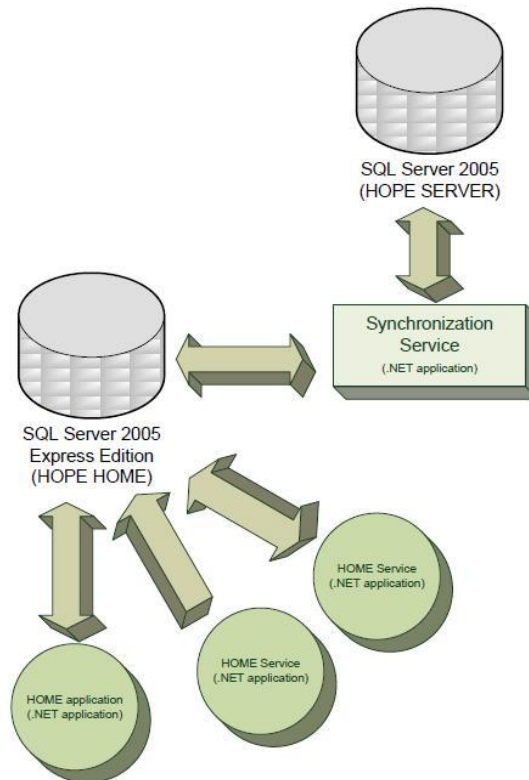 SQL Server 2005
(HOPE SERVER)
Synchronization
Service
(.NET application)
SQL Server 2005
Express Edition
(HOPE HOME)
HOME Service
(.NET application)
HOME Service
(.NET application)
HOME application
(.NET application)